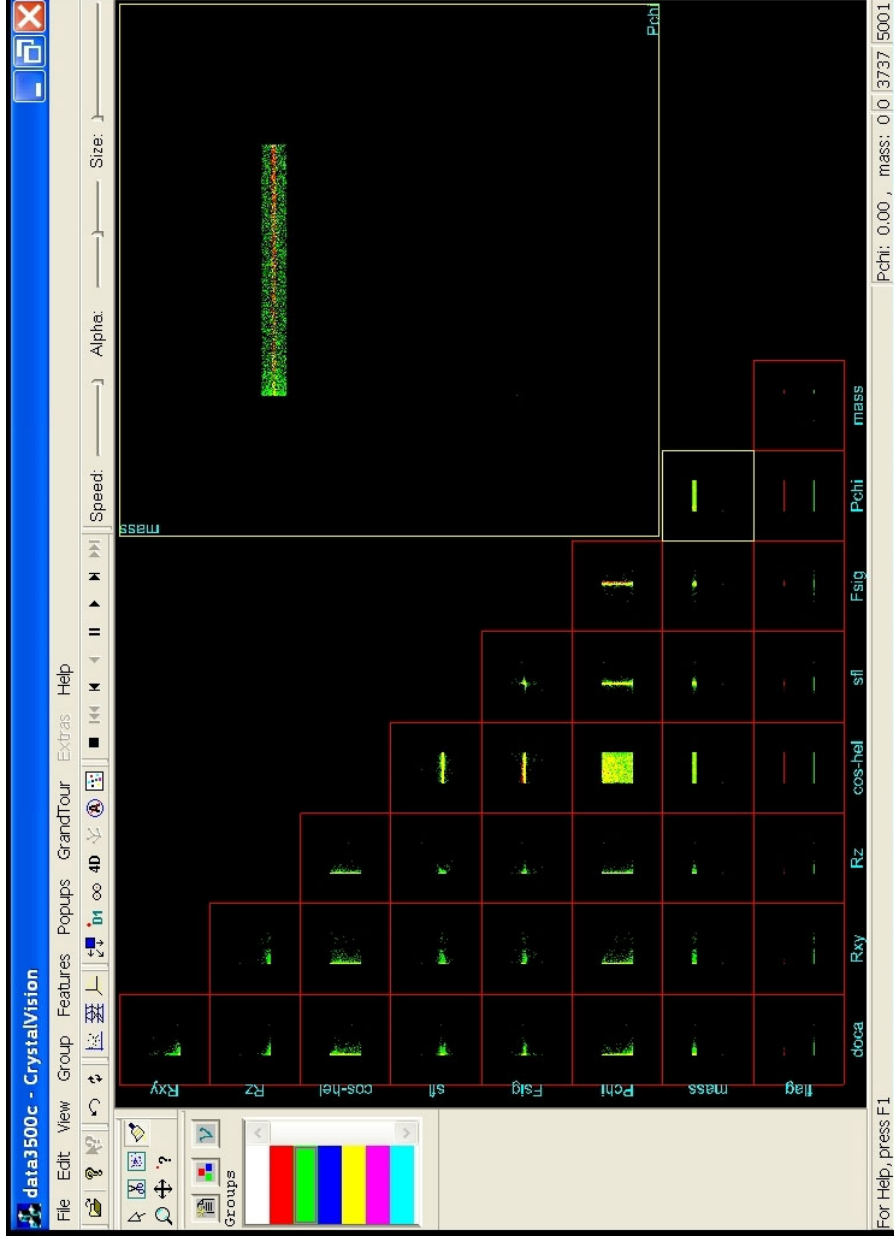 data3500c - CrystalVision
File Edit View Group Features Popups GrandTour Extras Help
D1 ∞ 4D A Speed: Alpha: Size:
Groups
mass
Pchi
Rxy
Rz
cos-hel
sfl
Fsig
Pchi
mass
flag
doca Rxy Rz cos-hel sfl Fsig Pchi mass
For Help, press F1 Pchi: 0.00 , mass: 0 0 3737 5001